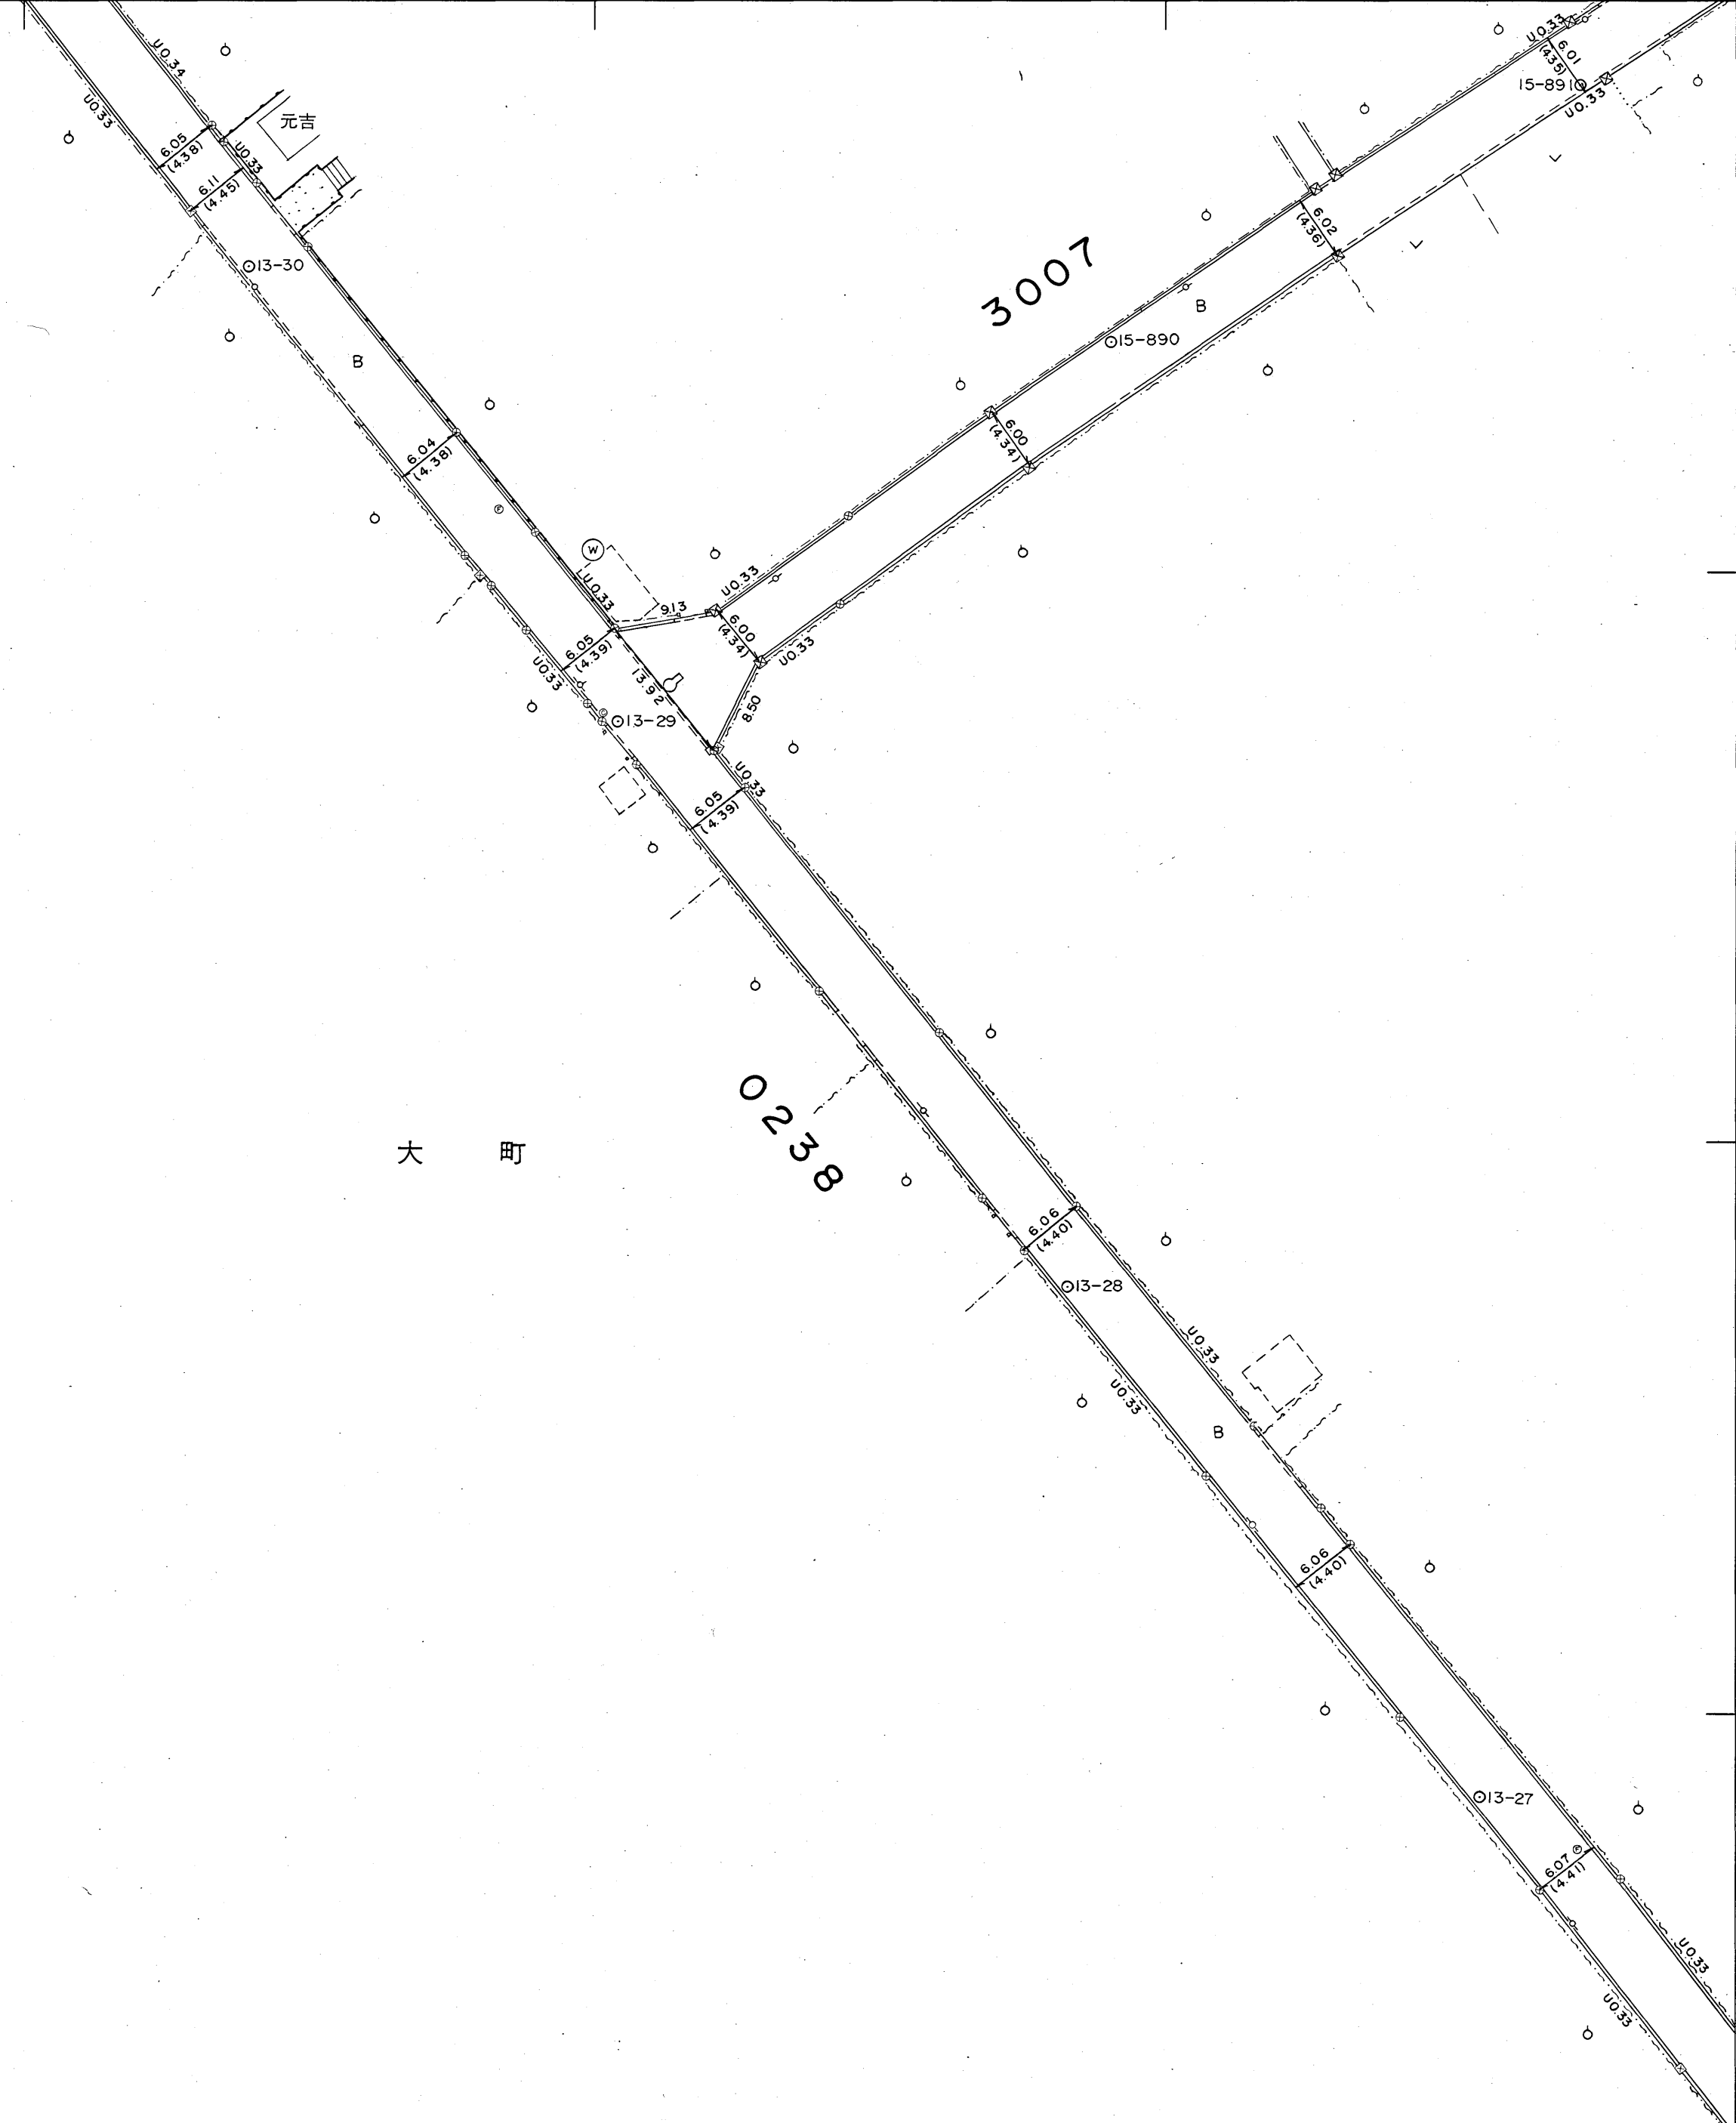 U0.34
U0.33
元吉
6.05
(4.38)
U0.33
6.11
(4.45)
13-30
B
6.04
(4.38)
F
W
U0.33
9.13
6.05
(4.39)
U0.33
13.92
C
13-29
U0.33
6.00
(4.34)
U0.33
8.50
U0.33
6.05
(4.39)
3007
15-890
B
6.00
(4.34)
6.02
(4.36)
U0.33
6.01
(4.35)
15-891
U0.33
大町
0238
6.06
(4.40)
13-28
U0.33
U0.33
B
6.06
(4.40)
13-27
6.07
F
(4.41)
U0.33
U0.33